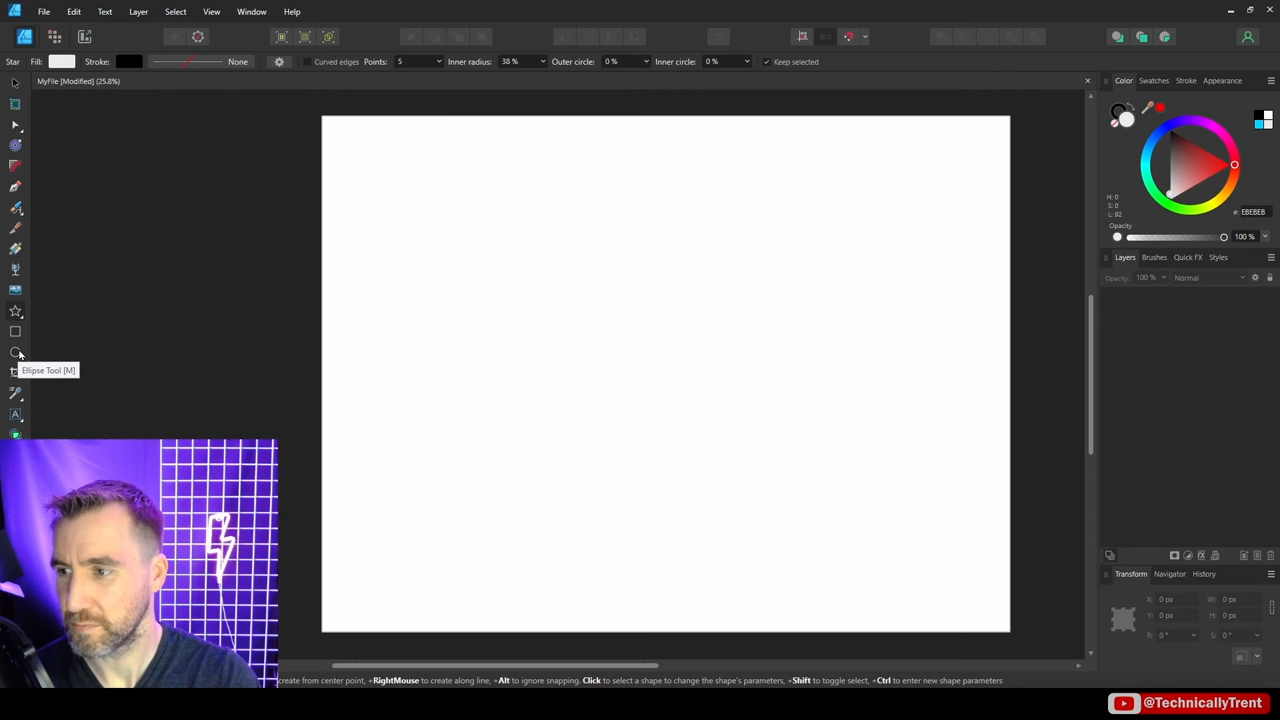 File Edit Text Layer Select View Window Help
Star Fill: Stroke: None Curved edges Points: 5 Inner radius: 38 % Outer circle: 0 % Inner circle: 0 % Keep selected
MyFile [Modified] (25.8%)
Color Swatches Stroke Appearance
H: 0
S: 0
L: 92
#: EBEBEB
Opacity
100 %
Layers Brushes Quick FX Styles
Opacity: 100 % Normal
Ellipse Tool [M]
A
Transform Navigator History
X: 0 px W: 0 px
Y: 0 px H: 0 px
R: 0 ° S: 0 °
create from center point, +RightMouse to create along line, +Alt to ignore snapping. Click to select a shape to change the shape's parameters, +Shift to toggle select, +Ctrl to enter new shape parameters
@TechnicallyTrent